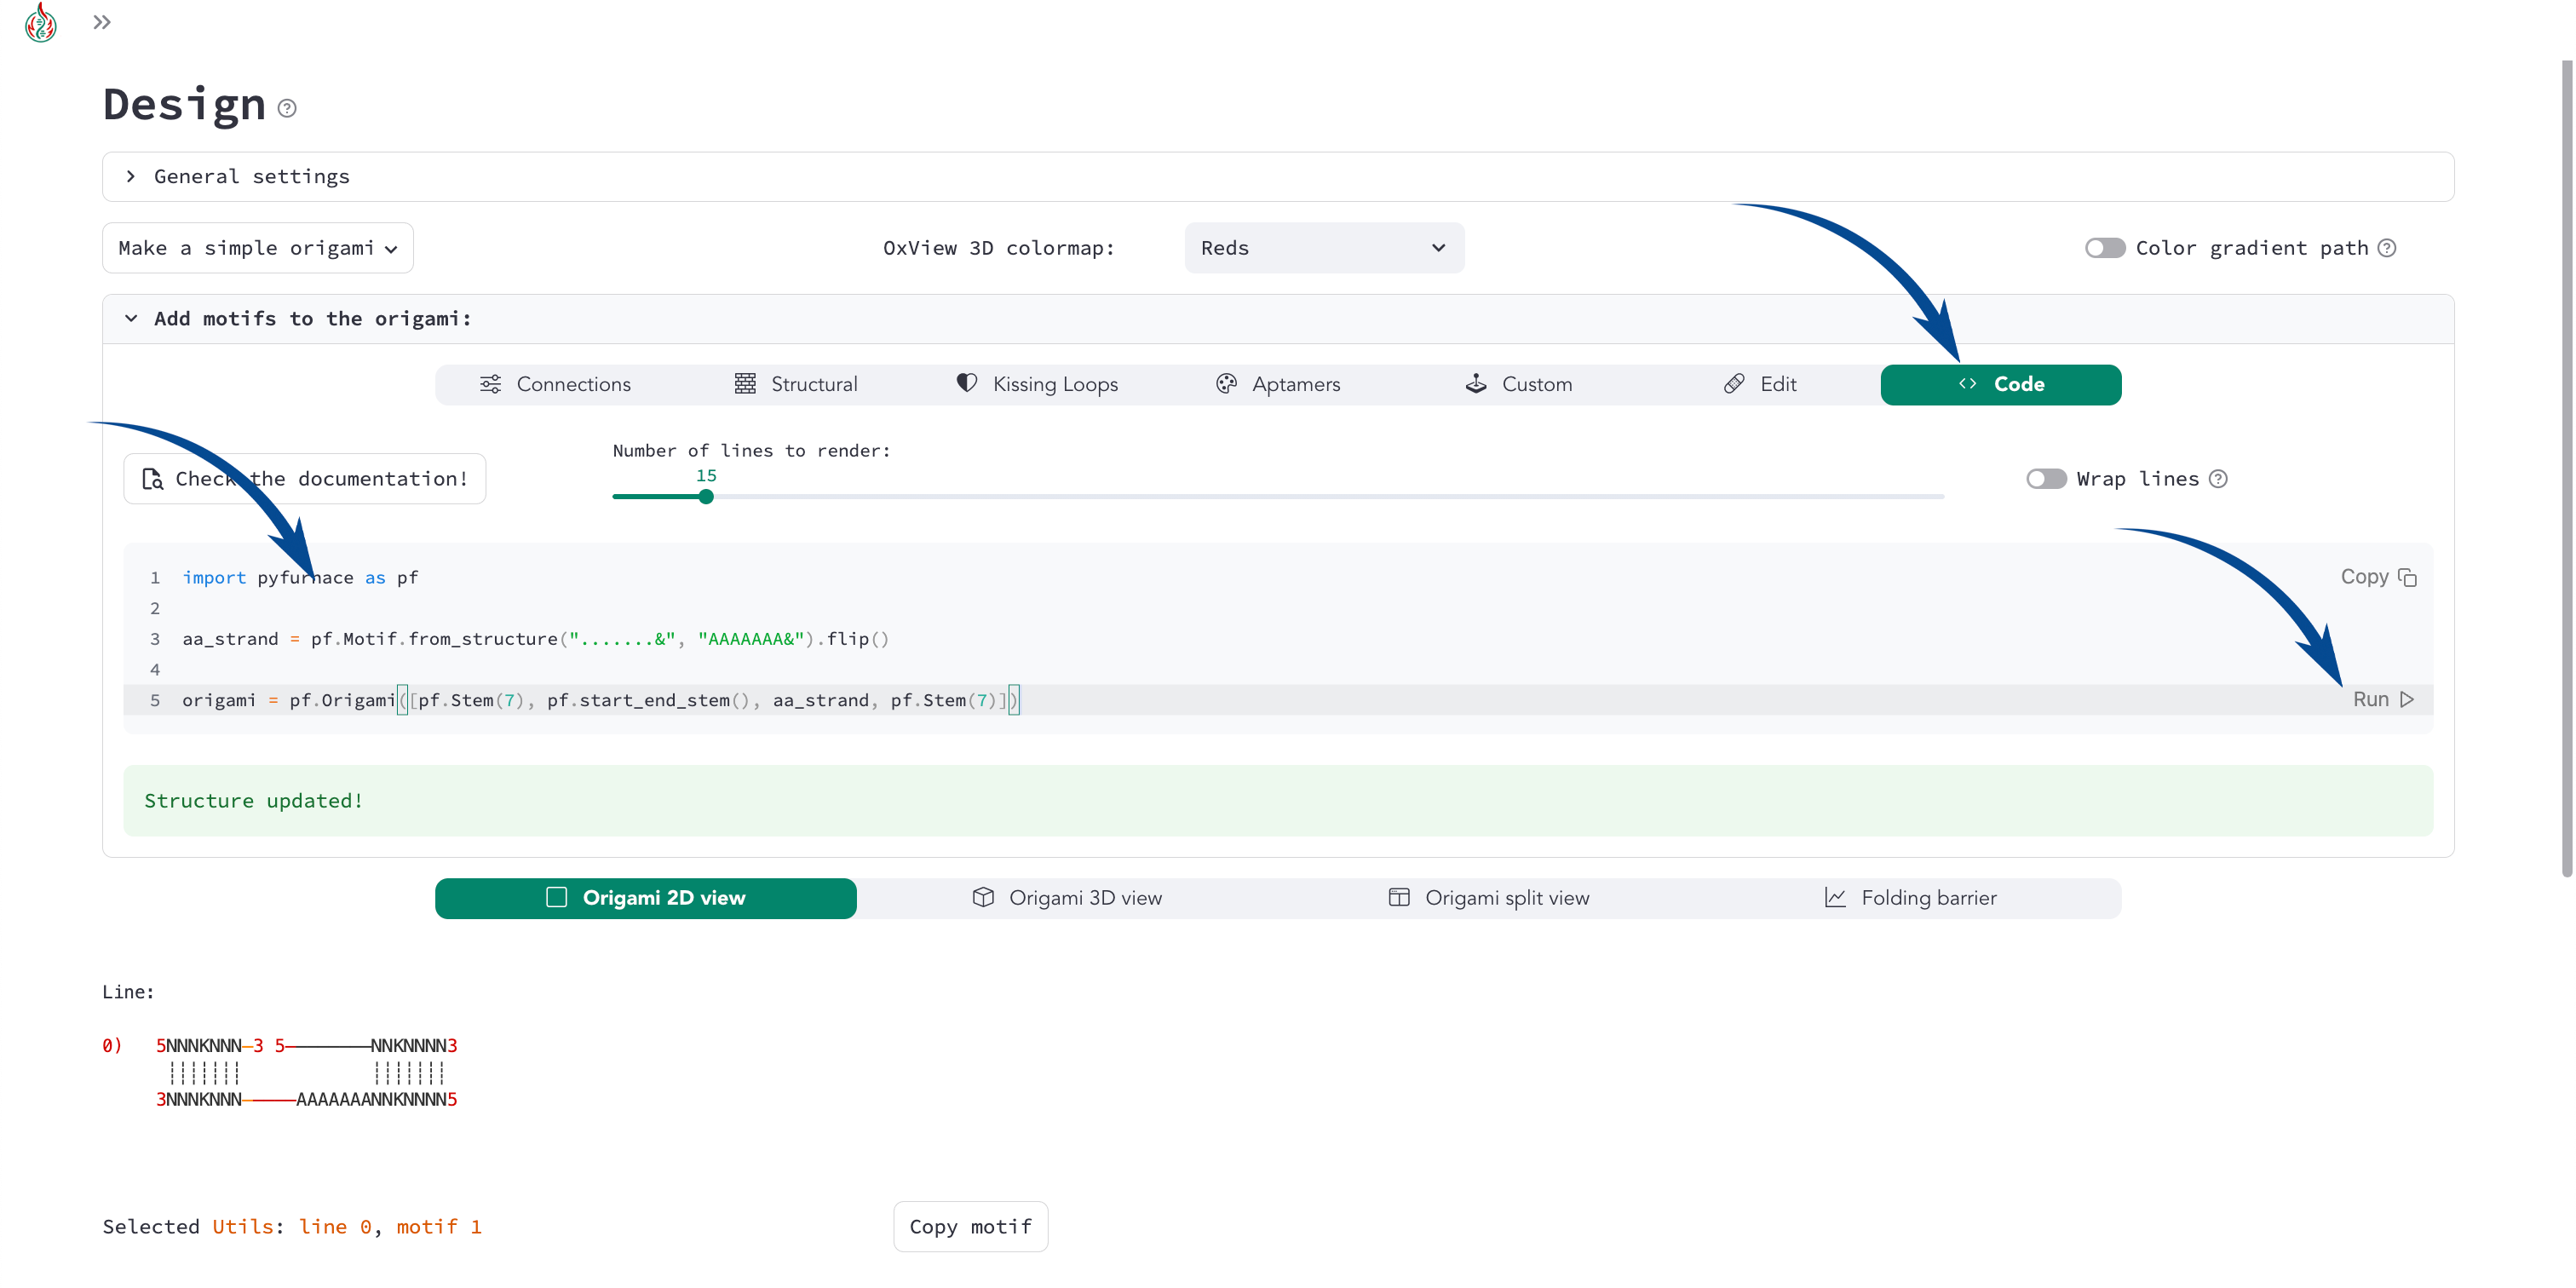 Design
General settings
Make a simple origami
OxView 3D colormap:
Reds
Color gradient path
Add motifs to the origami:
Connections
Structural
Kissing Loops
Aptamers
Custom
Edit
Code
Check the documentation!
Number of lines to render:
15
Wrap lines
1 import pyfurnace as pf
Copy
2
3 aa_strand = pf.Motif.from_structure(".......&", "AAAAAAA&").flip()
4
5 origami = pf.Origami([pf.Stem(7), pf.start_end_stem(), aa_strand, pf.Stem(7)])
Run
Structure updated!
Origami 2D view
Origami 3D view
Origami split view
Folding barrier
Line:
0) 5NNNKNNN─3 5────────NNKNNNN3
┊┊┊┊┊┊┊ ┊┊┊┊┊┊┊
3NNNKNNN─────AAAAAAANNKNNNN5
Selected Utils: line 0, motif 1
Copy motif